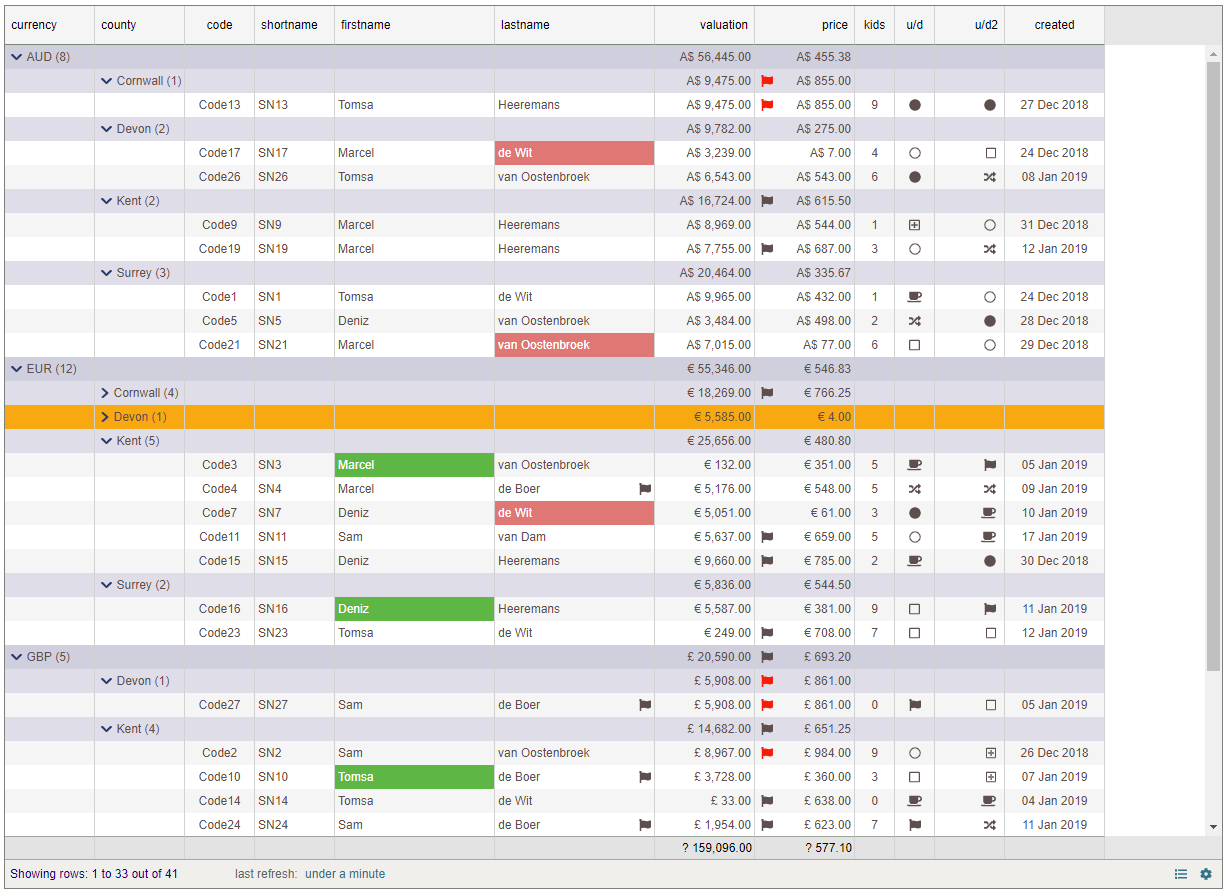 currency county code shortname firstname lastname valuation price kids u/d u/d2 created
AUD (8) A$ 56,445.00 A$ 455.38
Cornwall (1) A$ 9,475.00 A$ 855.00
Code13 SN13 Tomsa Heeremans A$ 9,475.00 A$ 855.00 9 27 Dec 2018
Devon (2) A$ 9,782.00 A$ 275.00
Code17 SN17 Marcel de Wit A$ 3,239.00 A$ 7.00 4 24 Dec 2018
Code26 SN26 Tomsa van Oostenbroek A$ 6,543.00 A$ 543.00 6 08 Jan 2019
Kent (2) A$ 16,724.00 A$ 615.50
Code9 SN9 Marcel Heeremans A$ 8,969.00 A$ 544.00 1 31 Dec 2018
Code19 SN19 Marcel Heeremans A$ 7,755.00 A$ 687.00 3 12 Jan 2019
Surrey (3) A$ 20,464.00 A$ 335.67
Code1 SN1 Tomsa de Wit A$ 9,965.00 A$ 432.00 1 24 Dec 2018
Code5 SN5 Deniz van Oostenbroek A$ 3,484.00 A$ 498.00 2 28 Dec 2018
Code21 SN21 Marcel van Oostenbroek A$ 7,015.00 A$ 77.00 6 29 Dec 2018
EUR (12) € 55,346.00 € 546.83
Cornwall (4) € 18,269.00 € 766.25
Devon (1) € 5,585.00 € 4.00
Kent (5) € 25,656.00 € 480.80
Code3 SN3 Marcel van Oostenbroek € 132.00 € 351.00 5 05 Jan 2019
Code4 SN4 Marcel de Boer € 5,176.00 € 548.00 5 09 Jan 2019
Code7 SN7 Deniz de Wit € 5,051.00 € 61.00 3 10 Jan 2019
Code11 SN11 Sam van Dam € 5,637.00 € 659.00 5 17 Jan 2019
Code15 SN15 Deniz Heeremans € 9,660.00 € 785.00 2 30 Dec 2018
Surrey (2) € 5,836.00 € 544.50
Code16 SN16 Deniz Heeremans € 5,587.00 € 381.00 9 11 Jan 2019
Code23 SN23 Tomsa de Wit € 249.00 € 708.00 7 12 Jan 2019
GBP (5) £ 20,590.00 £ 693.20
Devon (1) £ 5,908.00 £ 861.00
Code27 SN27 Sam de Boer £ 5,908.00 £ 861.00 0 05 Jan 2019
Kent (4) £ 14,682.00 £ 651.25
Code2 SN2 Sam van Oostenbroek £ 8,967.00 £ 984.00 9 26 Dec 2018
Code10 SN10 Tomsa de Boer £ 3,728.00 £ 360.00 3 07 Jan 2019
Code14 SN14 Tomsa de Wit £ 33.00 £ 638.00 0 04 Jan 2019
Code24 SN24 Sam de Boer £ 1,954.00 £ 623.00 7 11 Jan 2019
? 159,096.00 ? 577.10
Showing rows: 1 to 33 out of 41 last refresh: under a minute